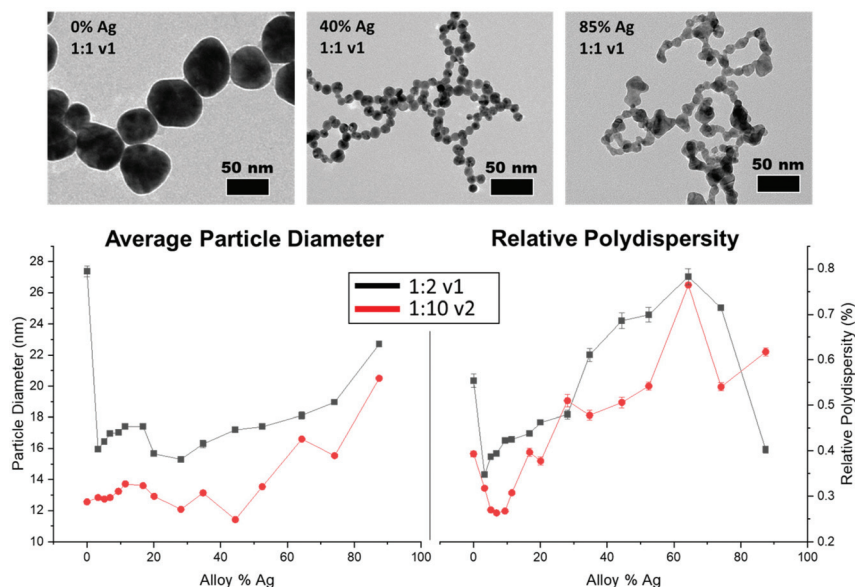 0% Ag
1:1 v1
50 nm
40% Ag
1:1 v1
50 nm
85% Ag
1:1 v1
50 nm
Average Particle Diameter
Relative Polydispersity
1:2 v1
1:10 v2
Particle Diameter (nm)
28
26
24
22
20
18
16
14
12
10
0 20 40 60 80 100
0 20 40 60 80 100
0.8
0.7
0.6
0.5
0.4
0.3
0.2
Relative Polydispersity (%)
Alloy % Ag
Alloy % Ag